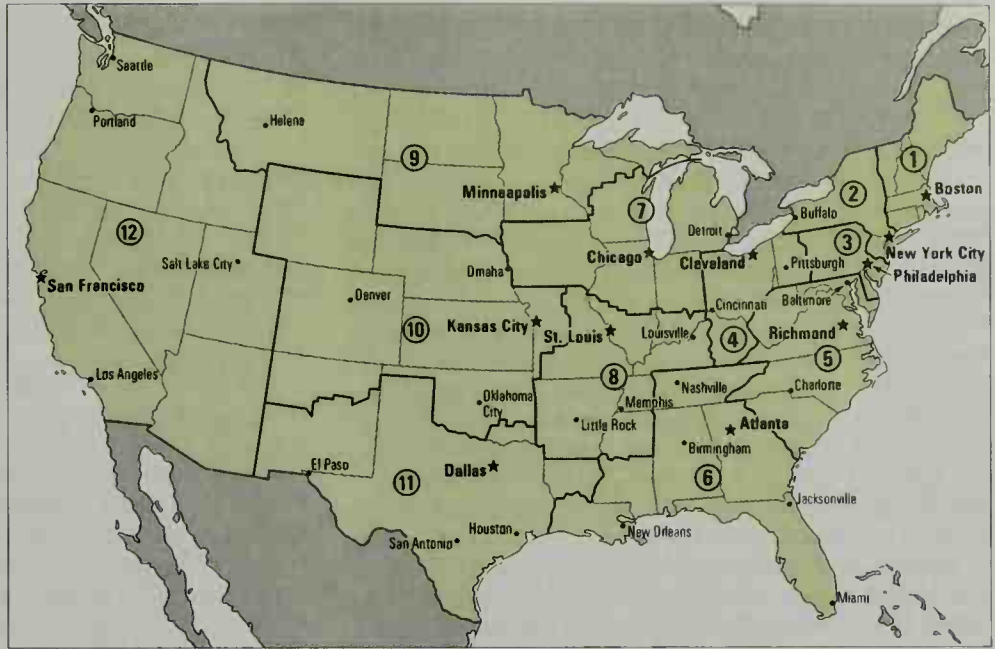 Seattle
Portland
Helena
9
Minneapolis
1
Boston
2
Buffalo
7
Detroit
3
New York City
Philadelphia
12
Salt Lake City
San Francisco
Omaha
Chicago
Cleveland
Pittsburgh
Baltimore
Denver
10
Kansas City
St. Louis
Cincinnati
Louisville
4
Richmond
5
Los Angeles
8
Nashville
Charlotte
Oklahoma
City
Memphis
Little Rock
Atlanta
Birmingham
El Paso
11
Dallas
6
Jacksonville
Houston
San Antonio
New Orleans
Miami